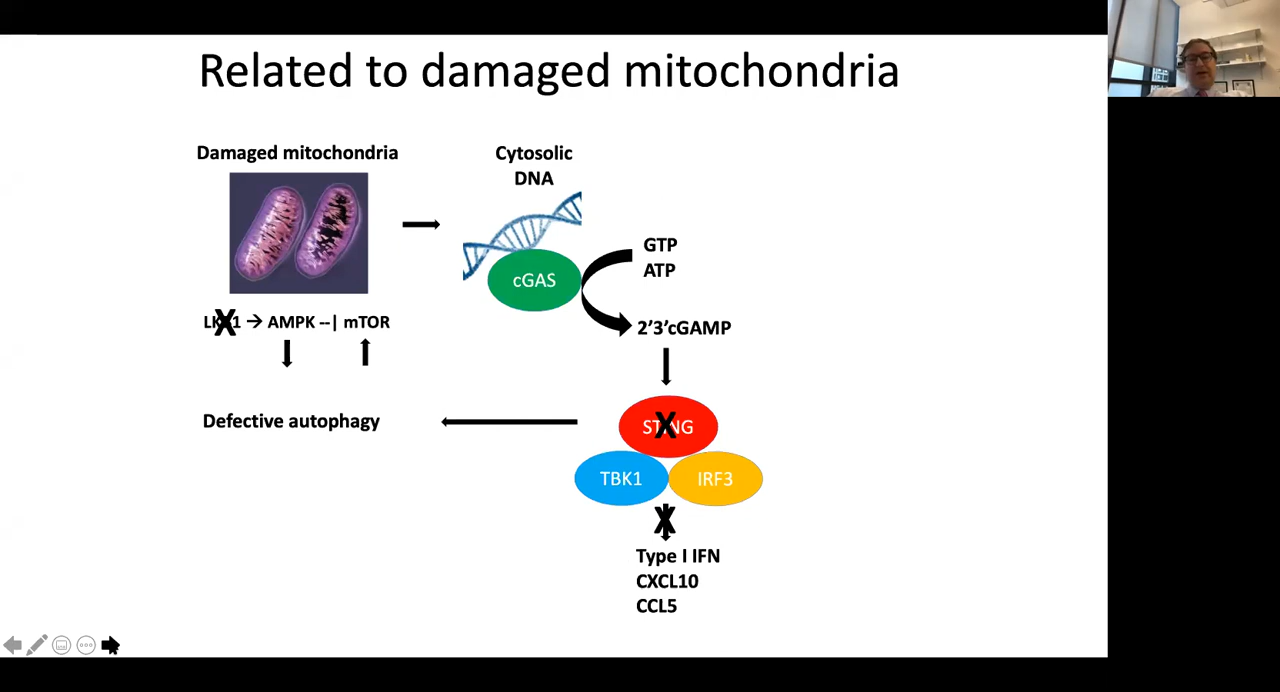 Related to damaged mitochondria
Damaged mitochondria
Cytosolic
DNA
cGAS
GTP
ATP
2'3'cGAMP
LKB1 → AMPK --| mTOR
Defective autophagy
STING
TBK1
IRF3
X
Type I IFN
CXCL10
CCL5